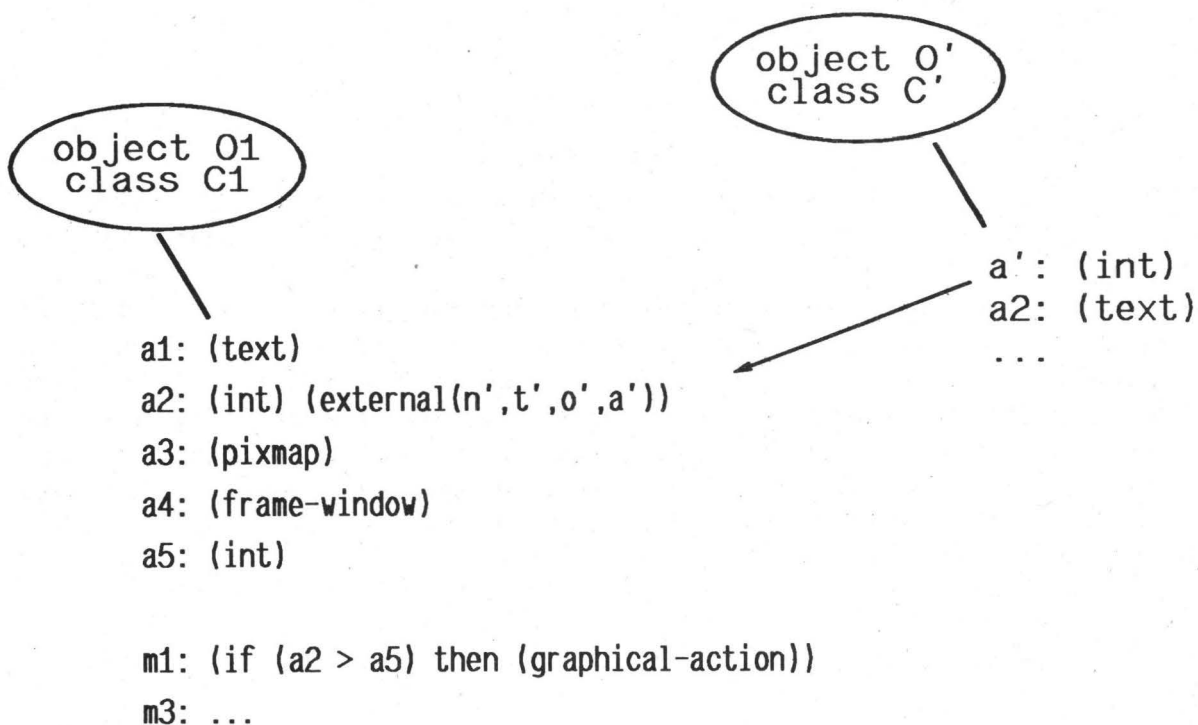 object O'
class C'
object O1
class C1
a': (int)
a2: (text)
...
a1: (text)
a2: (int) (external(n',t',o',a'))
a3: (pixmap)
a4: (frame-window)
a5: (int)
m1: (if (a2 > a5) then (graphical-action))
m3: ...